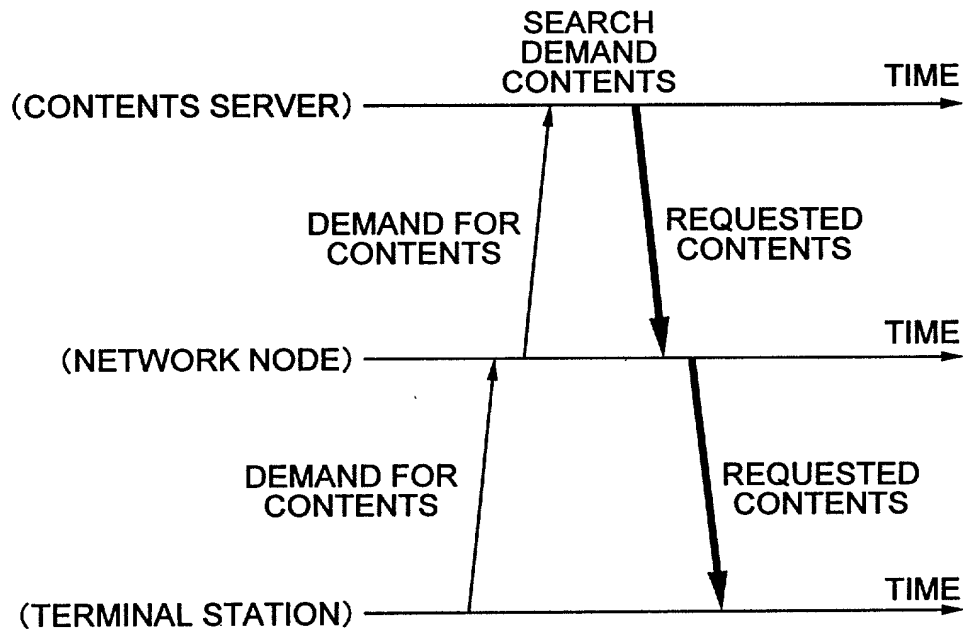 SEARCH
DEMAND
CONTENTS
TIME
(CONTENTS SERVER)
DEMAND FOR
CONTENTS
REQUESTED
CONTENTS
TIME
(NETWORK NODE)
DEMAND FOR
CONTENTS
REQUESTED
CONTENTS
TIME
(TERMINAL STATION)